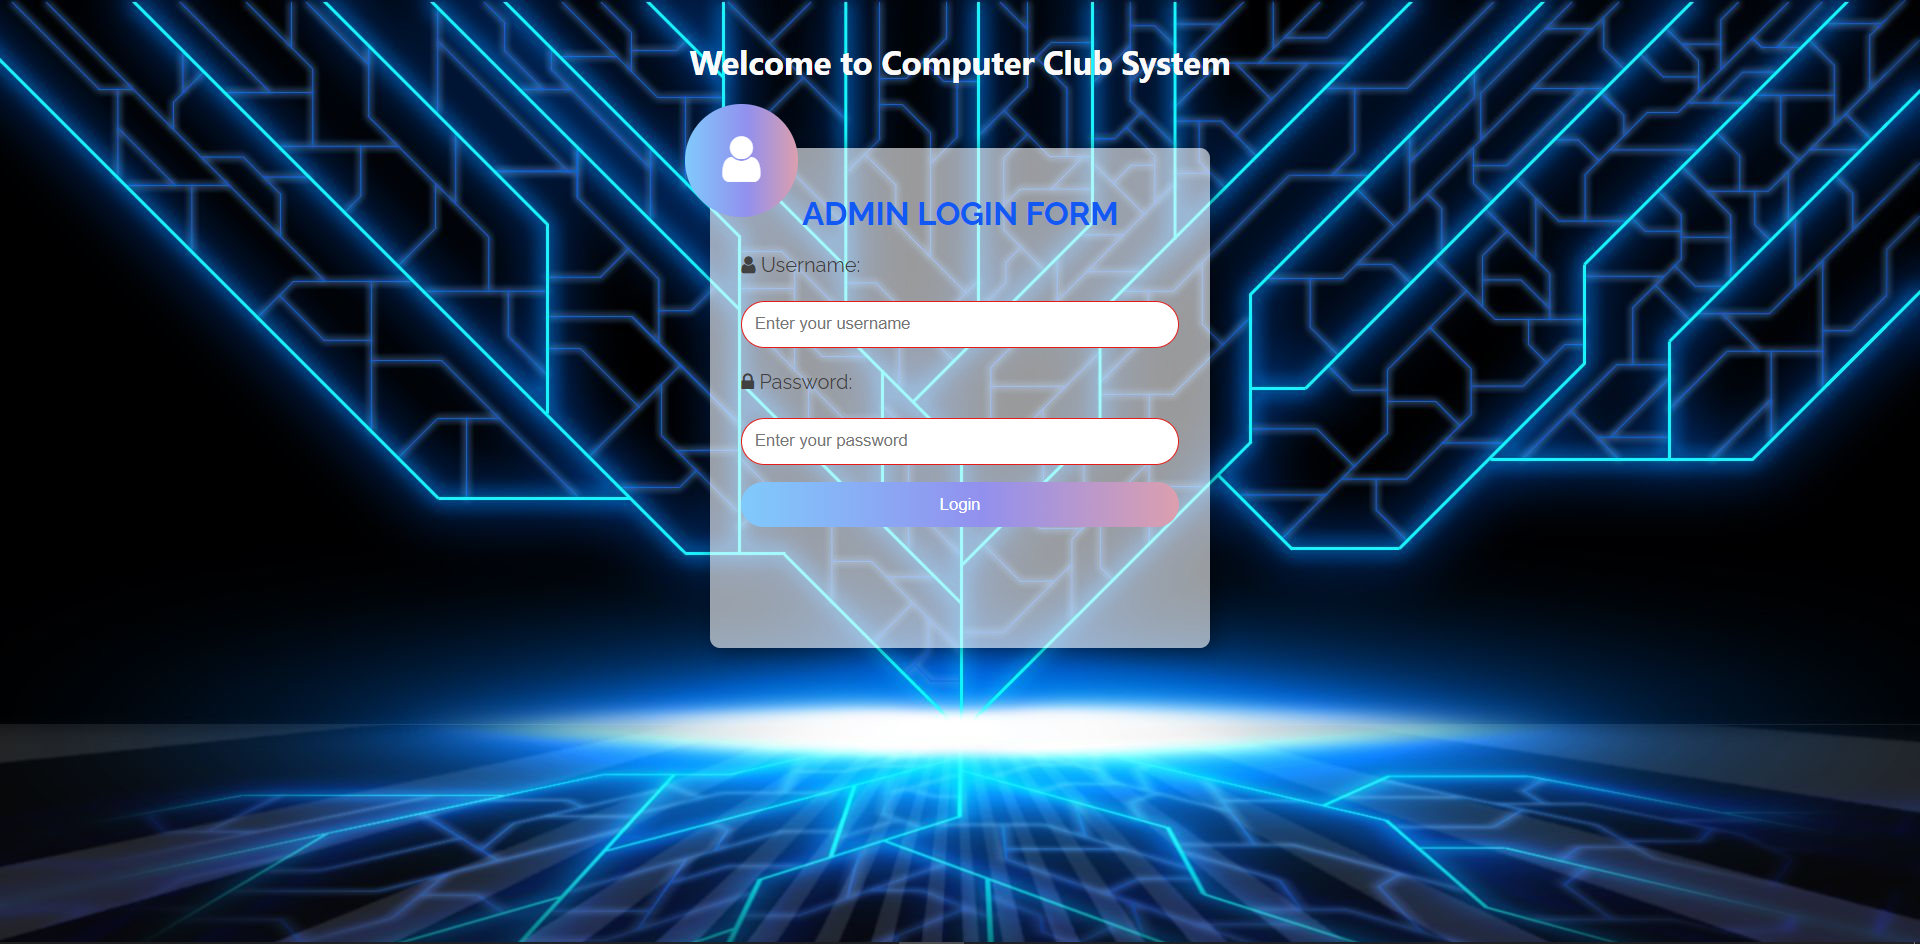 Welcome to Computer Club System
ADMIN LOGIN FORM
Username:
Enter your username
Password:
Enter your password
Login